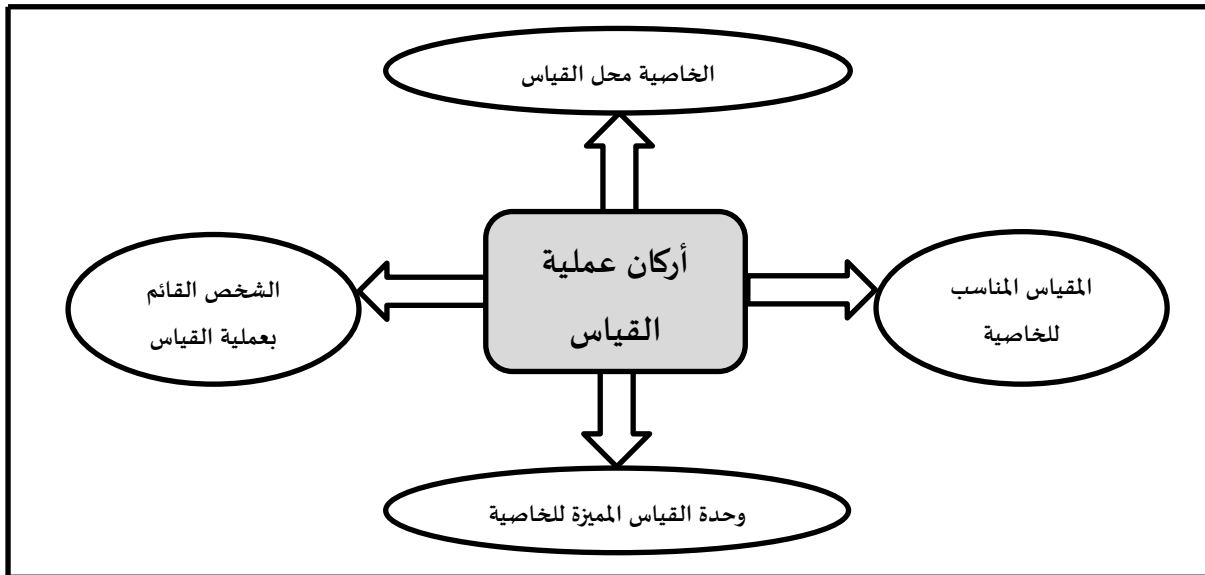 الخاصية محل القياس
أركان عملية
القياس
المقياس المناسب
للخاصية
الشخص القائم
بعملية القياس
وحدة القياس المميزة للخاصية